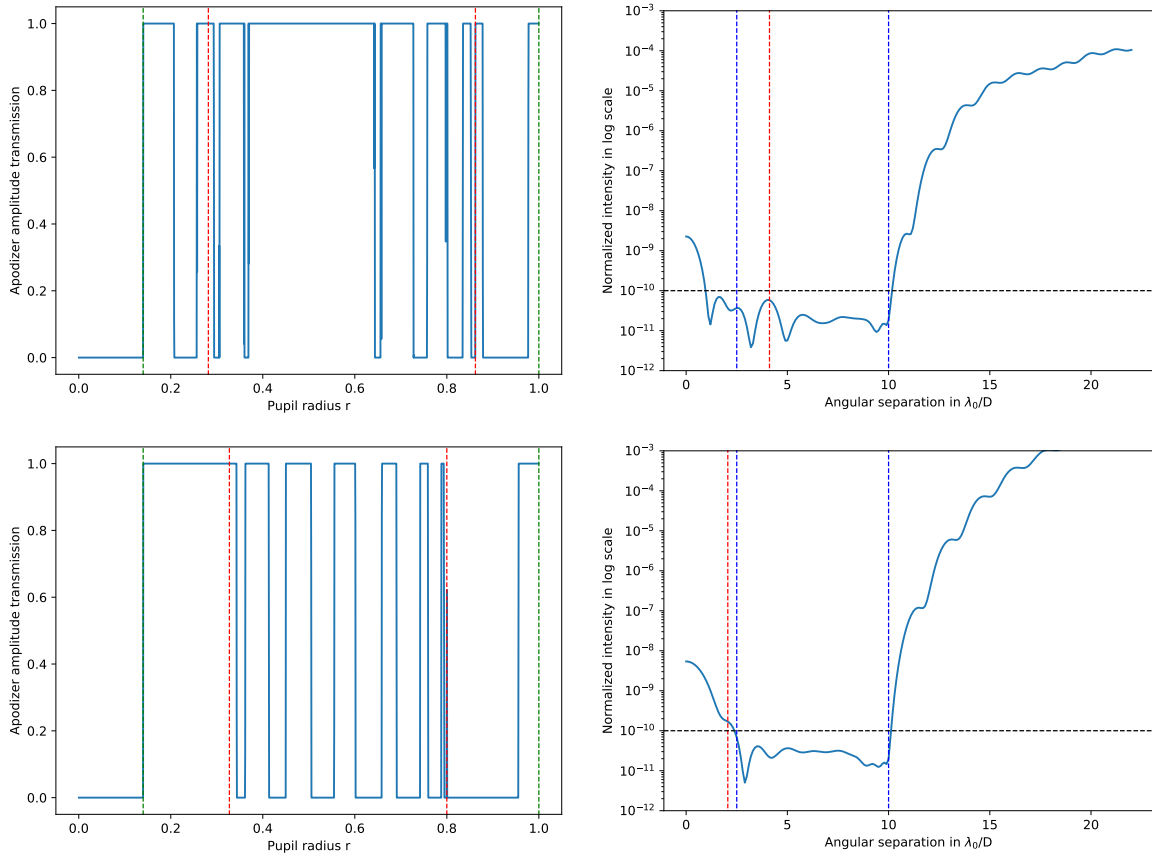 Apodizer amplitude transmission
1.0
0.8
0.6
0.4
0.2
0.0
0.0 0.2 0.4 0.6 0.8 1.0
Pupil radius r
Normalized intensity in log scale
10⁻³
10⁻⁴
10⁻⁵
10⁻⁶
10⁻⁷
10⁻⁸
10⁻⁹
10⁻¹⁰
10⁻¹¹
10⁻¹²
0 5 10 15 20
Angular separation in λ₀/D
Apodizer amplitude transmission
1.0
0.8
0.6
0.4
0.2
0.0
0.0 0.2 0.4 0.6 0.8 1.0
Pupil radius r
Normalized intensity in log scale
10⁻³
10⁻⁴
10⁻⁵
10⁻⁶
10⁻⁷
10⁻⁸
10⁻⁹
10⁻¹⁰
10⁻¹¹
10⁻¹²
0 5 10 15 20
Angular separation in λ₀/D